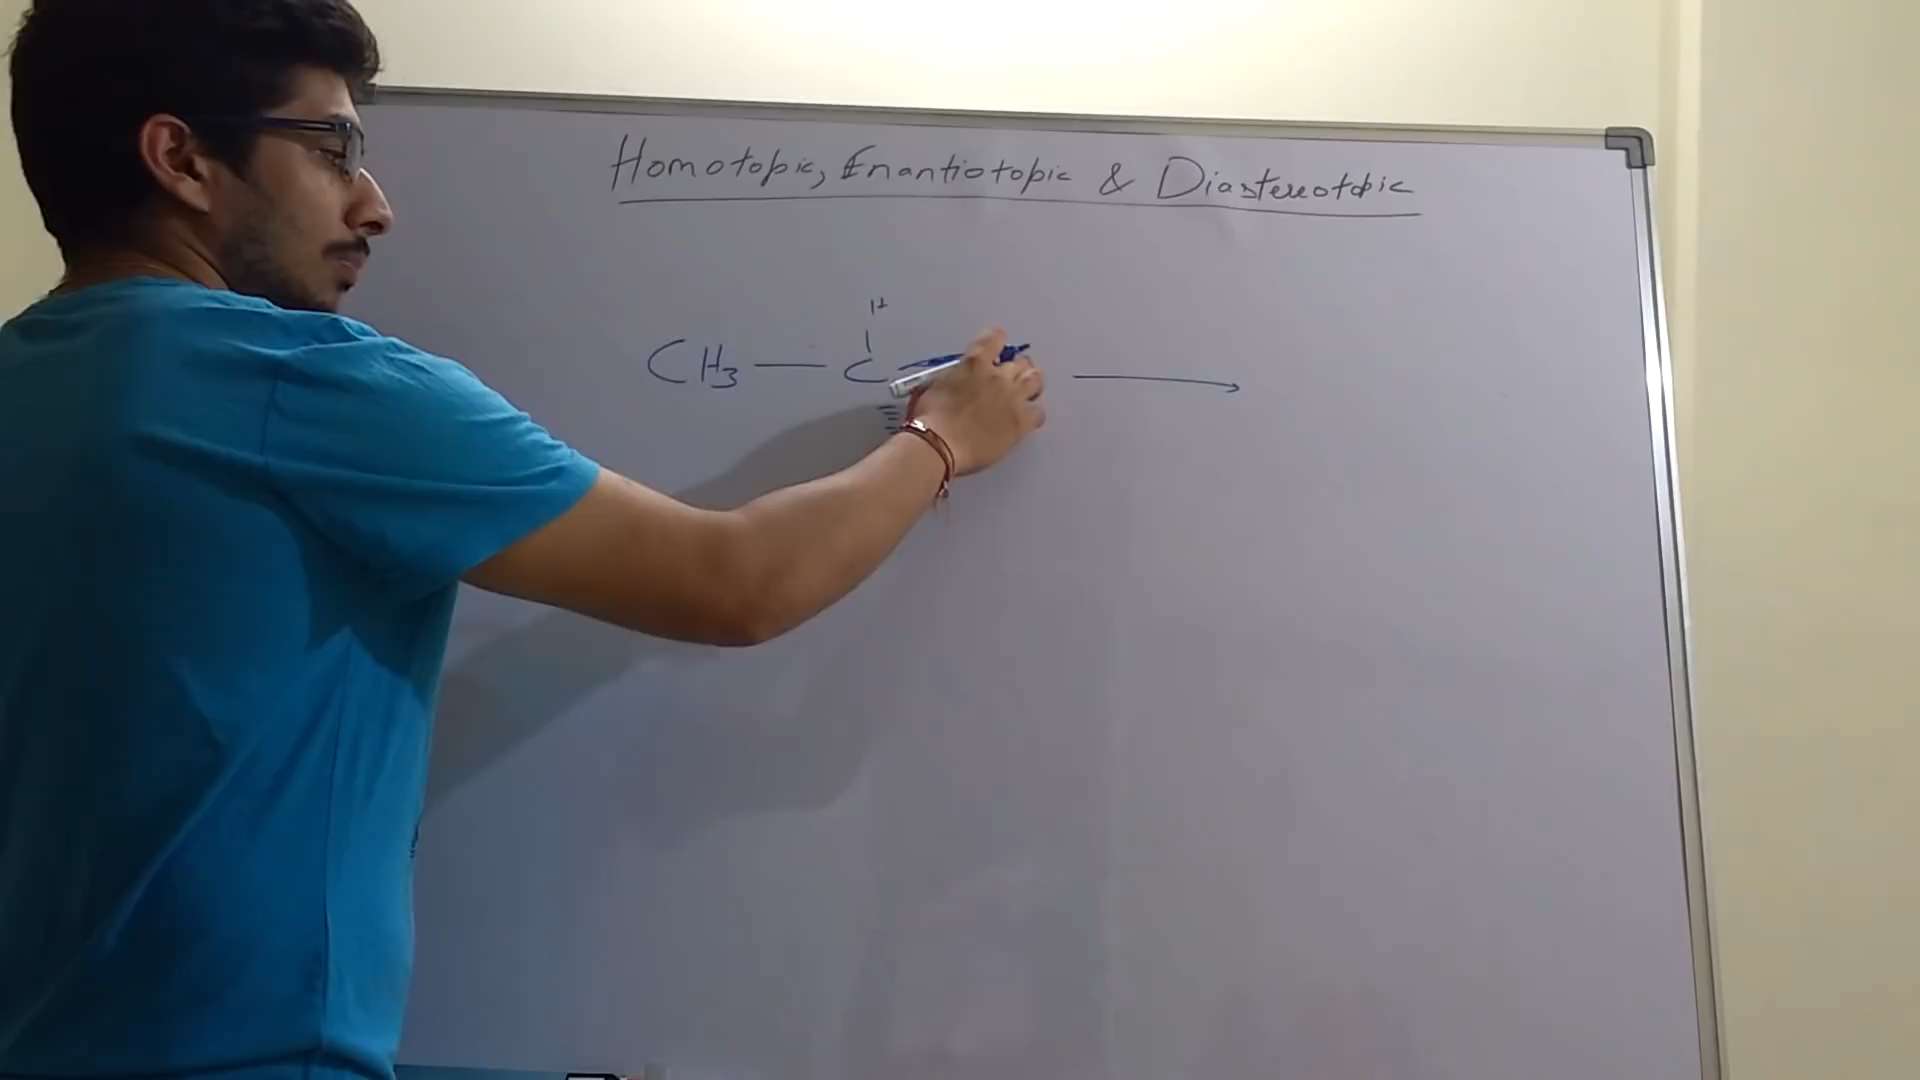 Homotopic, Enantiotopic & Diastereotopic
H
CH3 — C